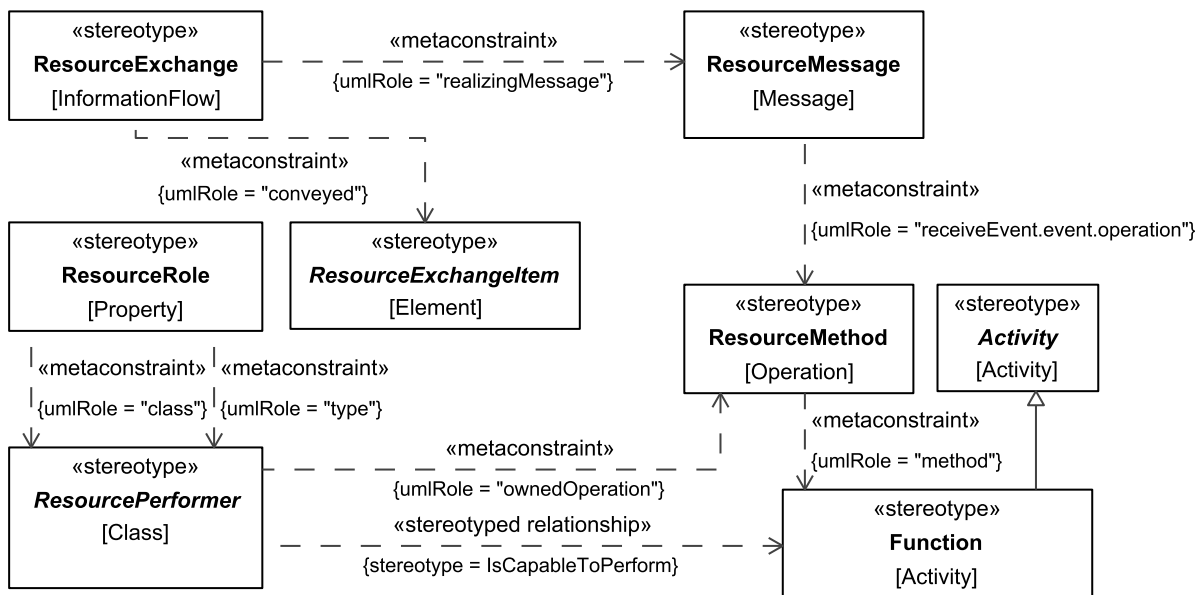 «stereotype»
ResourceExchange
[InformationFlow]
«metaconstraint»
{umlRole = "realizingMessage"}
«stereotype»
ResourceMessage
[Message]
«metaconstraint»
{umlRole = "conveyed"}
«metaconstraint»
{umlRole = "receiveEvent.event.operation"}
«stereotype»
ResourceRole
[Property]
«stereotype»
ResourceExchangeItem
[Element]
«stereotype»
ResourceMethod
[Operation]
«stereotype»
Activity
[Activity]
«metaconstraint»
{umlRole = "class"}
«metaconstraint»
{umlRole = "type"}
«metaconstraint»
{umlRole = "method"}
«stereotype»
ResourcePerformer
[Class]
«metaconstraint»
{umlRole = "ownedOperation"}
«stereotyped relationship»
{stereotype = IsCapableToPerform}
«stereotype»
Function
[Activity]